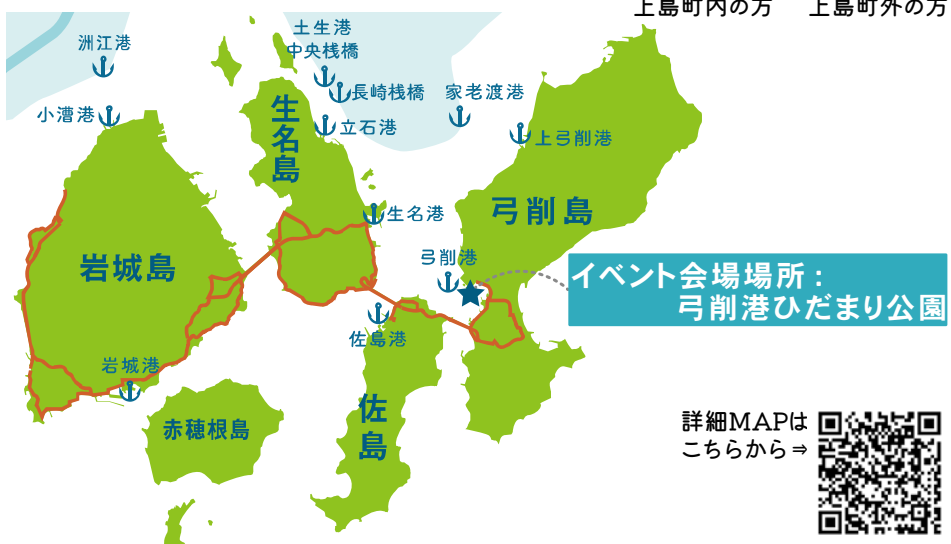 上島町内の方　上島町外の方
土生港
中央桟橋
洲江港
長崎桟橋
家老渡港
小漕港
立石港
上弓削港
生名島
生名港
弓削島
弓削港
岩城島
イベント会場場所：
弓削港ひだまり公園
佐島港
岩城港
佐島
赤穂根島
詳細MAPは
こちらから⇒